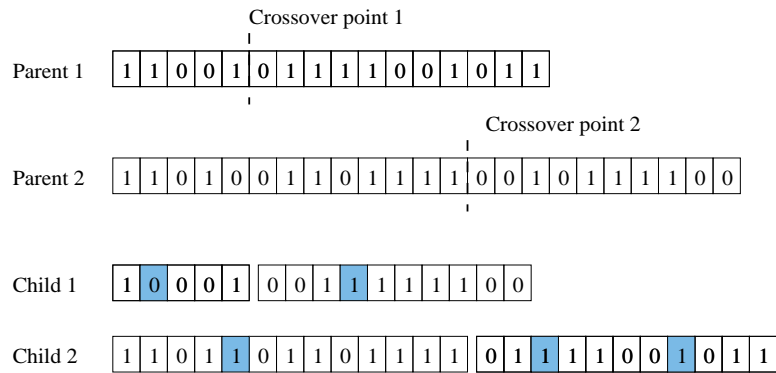 Crossover point 1
Parent 1 1 1 0 0 1 0 1 1 1 1 0 0 1 0 1 1
Crossover point 2
Parent 2 1 1 0 1 0 0 1 1 0 1 1 1 1 0 0 1 0 1 1 1 1 0 0
Child 1 1 0 0 0 1 0 0 1 1 1 1 1 1 0 0
Child 2 1 1 0 1 1 0 1 1 0 1 1 1 1 0 1 1 1 1 0 0 1 0 1 1